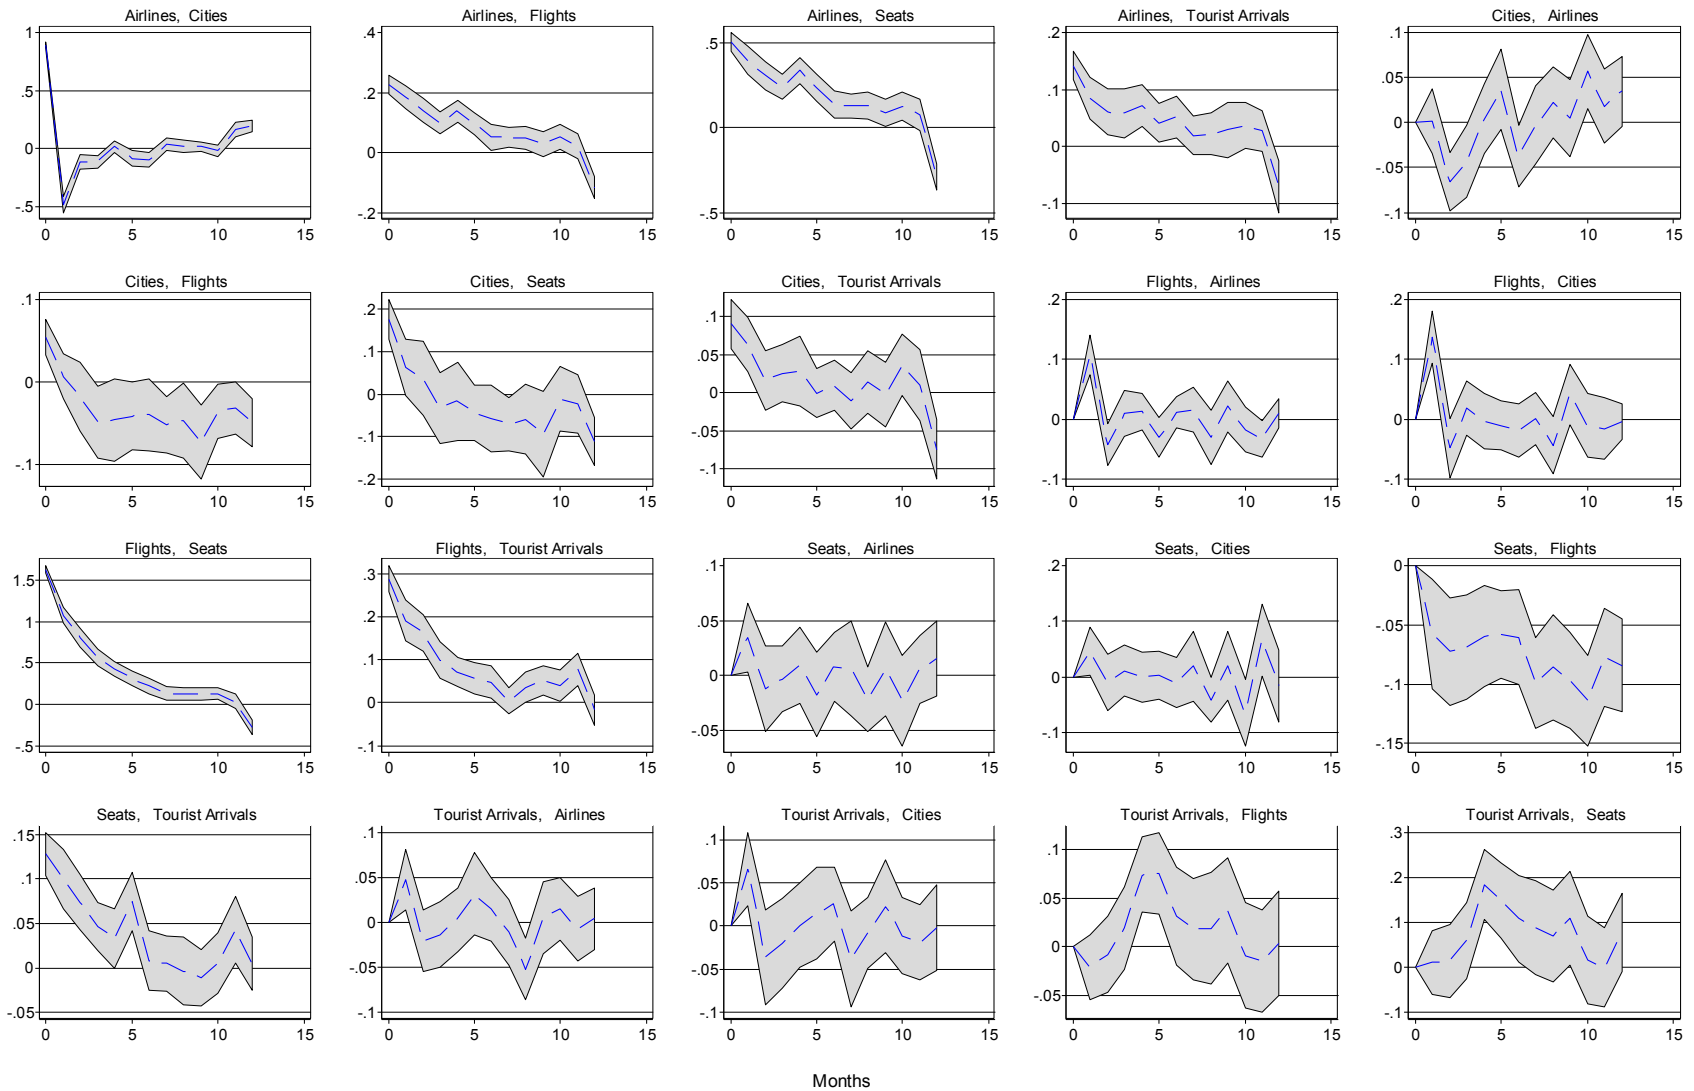 Airlines, Cities
Airlines, Flights
Airlines, Seats
Airlines, Tourist Arrivals
Cities, Airlines
1
.5
0
-.5
0 5 10 15
.4
.2
0
-.2
0 5 10 15
.5
0
-.5
0 5 10 15
.2
.1
0
-.1
0 5 10 15
.1
.05
0
-.05
-.1
0 5 10 15
Cities, Flights
Cities, Seats
Cities, Tourist Arrivals
Flights, Airlines
Flights, Cities
.1
0
-.1
0 5 10 15
.2
.1
0
-.1
-.2
0 5 10 15
.1
.05
0
-.05
-.1
0 5 10 15
.2
.1
0
-.1
0 5 10 15
.2
.1
0
-.1
0 5 10 15
Flights, Seats
Flights, Tourist Arrivals
Seats, Airlines
Seats, Cities
Seats, Flights
1.5
1
.5
0
-.5
0 5 10 15
.3
.2
.1
0
-.1
0 5 10 15
.1
.05
0
-.05
0 5 10 15
.2
.1
0
-.1
0 5 10 15
0
-.05
-.1
-.15
0 5 10 15
Seats, Tourist Arrivals
Tourist Arrivals, Airlines
Tourist Arrivals, Cities
Tourist Arrivals, Flights
Tourist Arrivals, Seats
.15
.1
.05
0
-.05
0 5 10 15
.1
.05
0
-.05
-.1
0 5 10 15
.1
.05
0
-.05
-.1
0 5 10 15
.1
.05
0
-.05
0 5 10 15
.3
.2
.1
0
-.1
0 5 10 15
Months